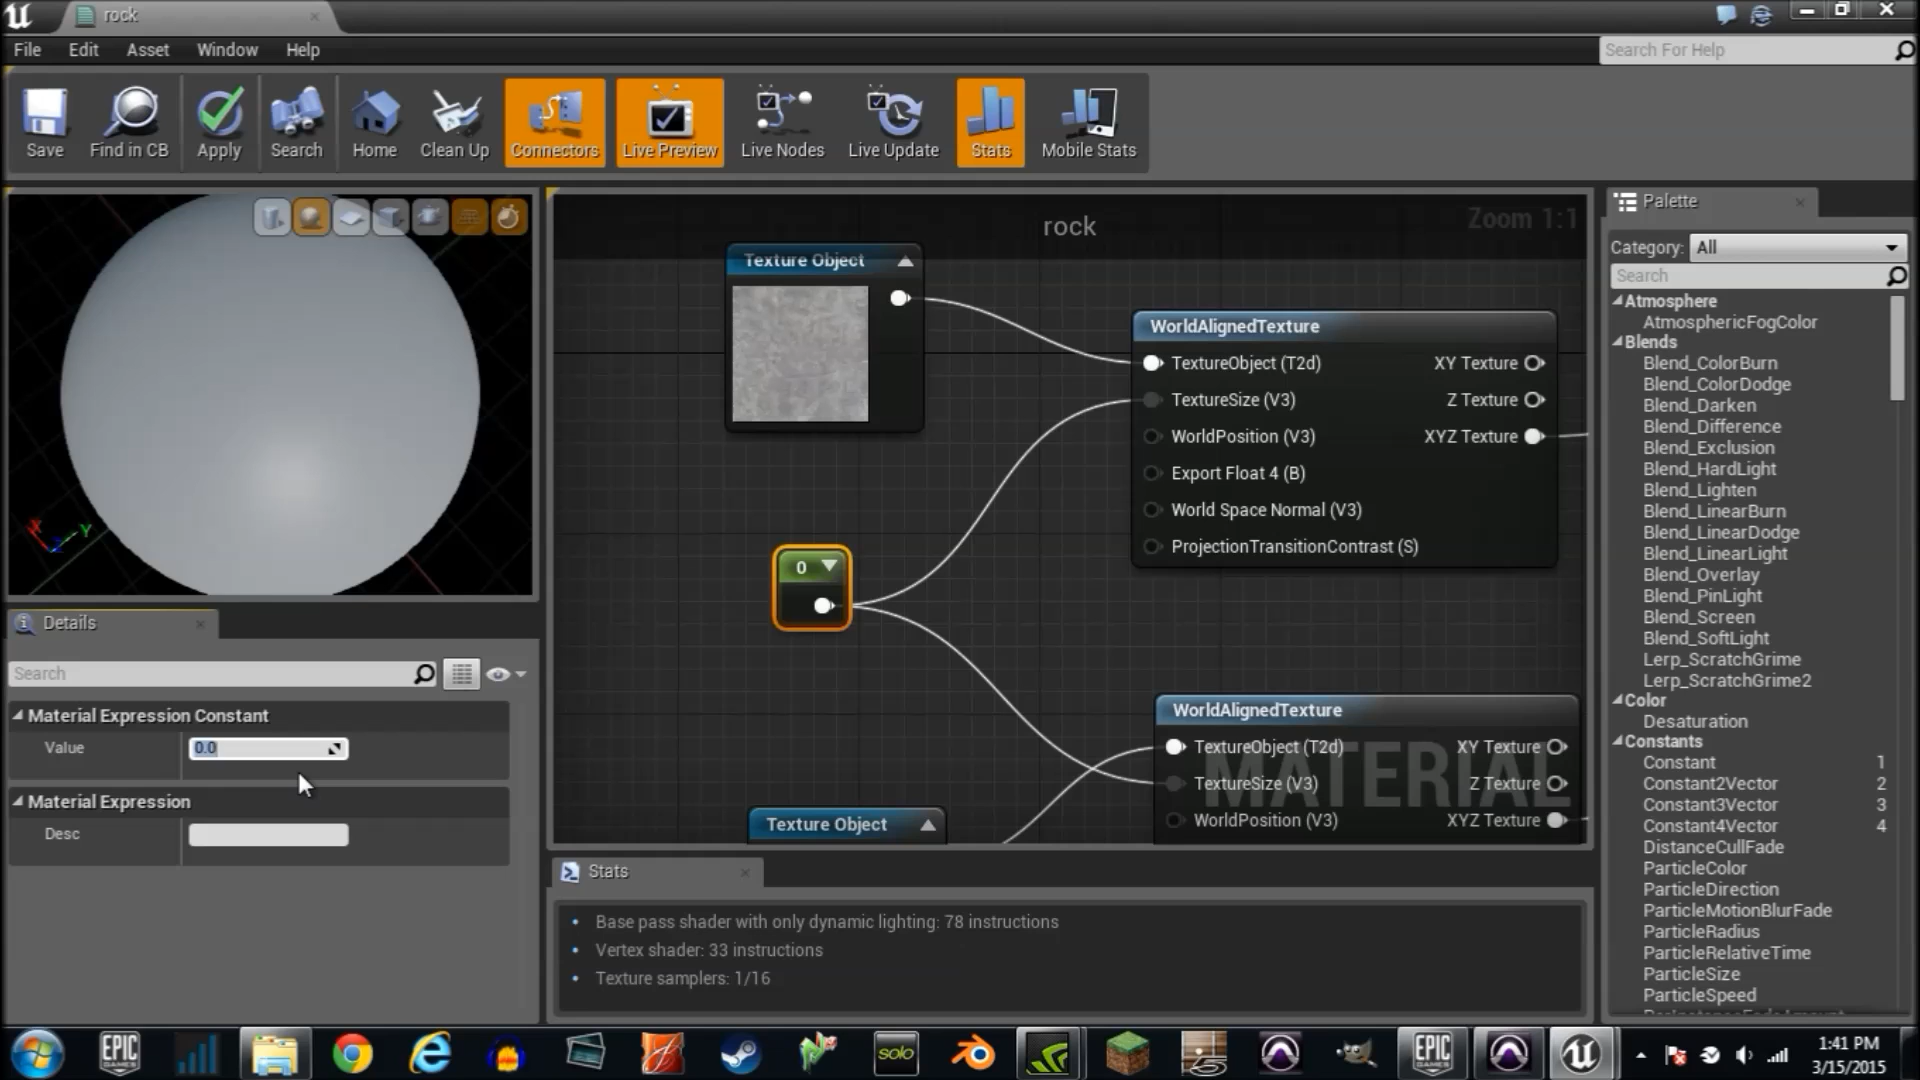 rock
File Edit Asset Window Help
Search For Help
Save Find in CB Apply Search Home Clean Up Connectors Live Preview Live Nodes Live Update Stats Mobile Stats
rock
Zoom 1:1
Texture Object
WorldAlignedTexture
TextureObject (T2d) XY Texture
TextureSize (V3) Z Texture
WorldPosition (V3) XYZ Texture
Export Float 4 (B)
World Space Normal (V3)
ProjectionTransitionContrast (S)
0
WorldAlignedTexture
TextureObject (T2d) XY Texture
TextureSize (V3) Z Texture
WorldPosition (V3) XYZ Texture
MATERIAL
Texture Object
X Y Z
Details
Search
Material Expression Constant
Value 0.0
Material Expression
Desc
Stats
• Base pass shader with only dynamic lighting: 78 instructions
• Vertex shader: 33 instructions
• Texture samplers: 1/16
Palette
Category: All
Search
Atmosphere
AtmosphericFogColor
Blends
Blend_ColorBurn
Blend_ColorDodge
Blend_Darken
Blend_Difference
Blend_Exclusion
Blend_HardLight
Blend_Lighten
Blend_LinearBurn
Blend_LinearDodge
Blend_LinearLight
Blend_Overlay
Blend_PinLight
Blend_Screen
Blend_SoftLight
Lerp_ScratchGrime
Lerp_ScratchGrime2
Color
Desaturation
Constants
Constant 1
Constant2Vector 2
Constant3Vector 3
Constant4Vector 4
DistanceCullFade
ParticleColor
ParticleDirection
ParticleMotionBlurFade
ParticleRadius
ParticleRelativeTime
ParticleSize
ParticleSpeed
EPIC GAMES
solo
5
EPIC GAMES
1:41 PM
3/15/2015